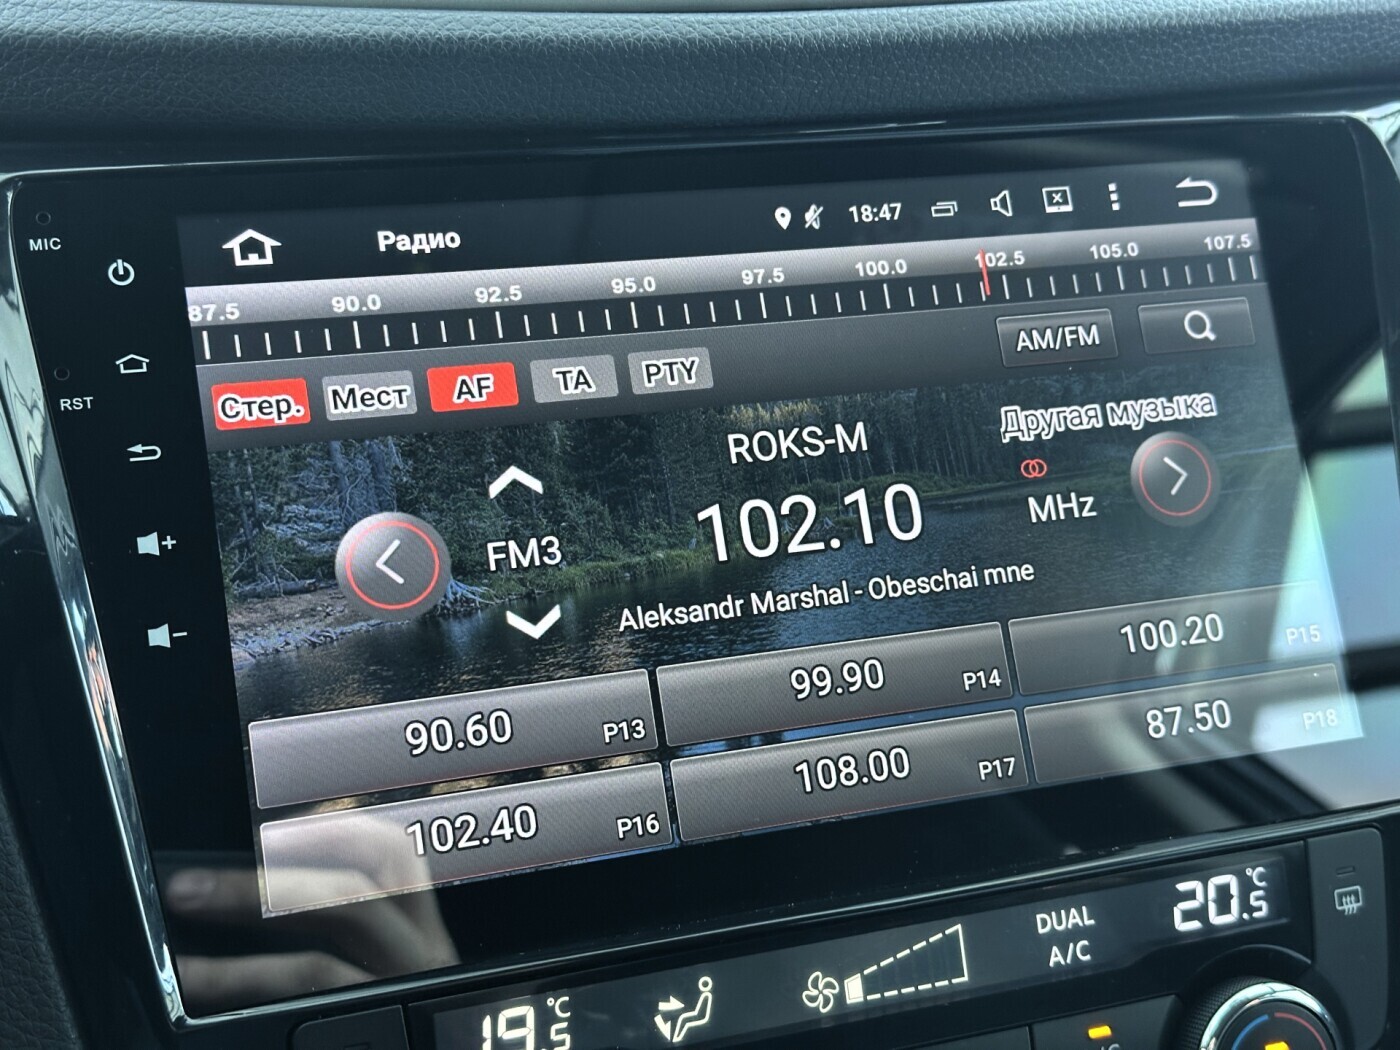 MIC
RST
Радио
18:47
87.5 90.0 92.5 95.0 97.5 100.0 102.5 105.0 107.5
Стер. Мест AF TA PTY AM/FM
ROKS-M
Другая музыка
FM3
102.10
MHz
Aleksandr Marshal - Obeschai mne
90.60 P13
99.90 P14
100.20 P15
102.40 P16
108.00 P17
87.50 P18
19.5 °C
DUAL
A/C
20.5 °C